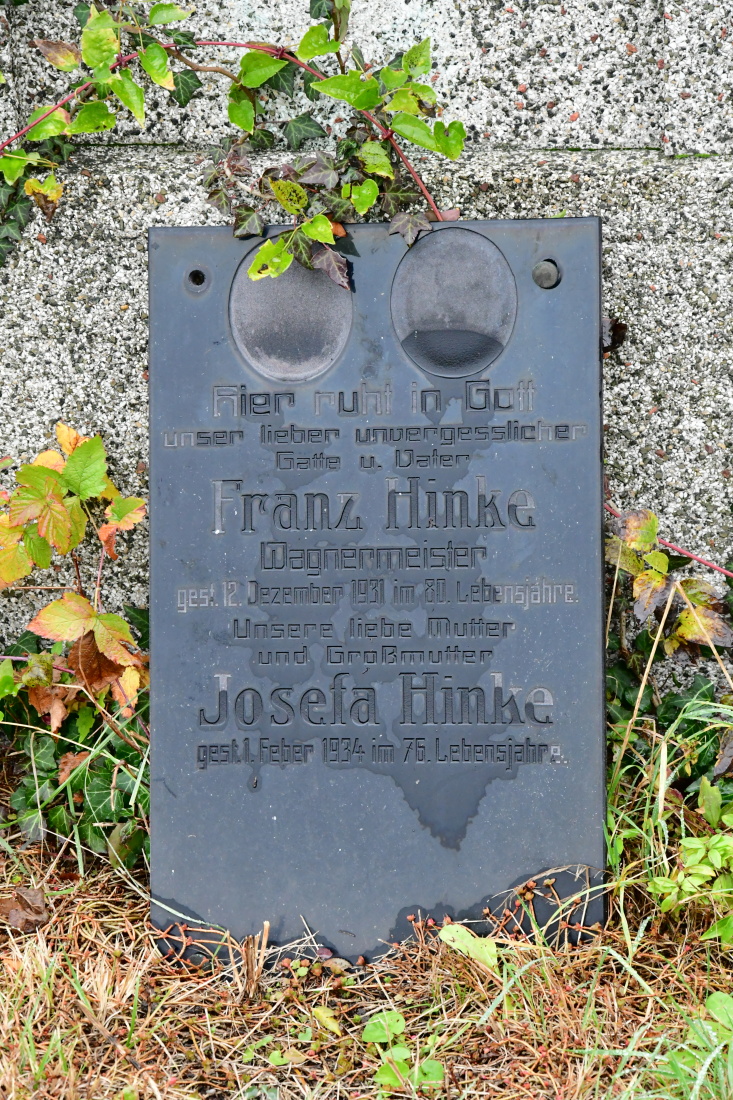 Hier ruht in Gott
unser lieber unvergesslicher
Gatte u. Vater
Franz Hinke
Wagnermeister
gest. 12. Dezember 1931 im 80. Lebensjahre.
Unsere liebe Mutter
und Großmutter
Josefa Hinke
gest. 1. Feber 1934 im 76. Lebensjahre.